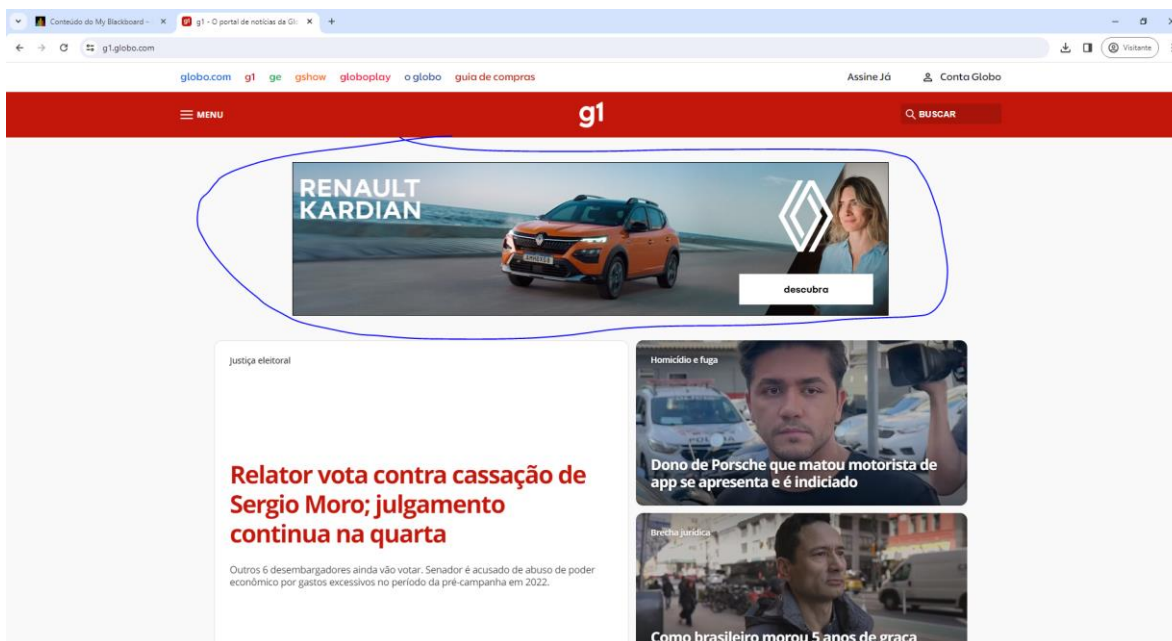 Conteúdo do My Blackboard -
g1 - O portal de notícias da Glo
g1.globo.com
Visitante
globo.com g1 ge gshow globoplay o globo guia de compras
Assine Já
Conta Globo
MENU
g1
BUSCAR
RENAULT
KARDIAN
descubra
Justiça eleitoral
Relator vota contra cassação de
Sergio Moro; julgamento
continua na quarta
Outros 6 desembargadores ainda vão votar. Senador é acusado de abuso de poder
econômico por gastos excessivos no período da pré-campanha em 2022.
Homicídio e fuga
Dono de Porsche que matou motorista de
app se apresenta e é indiciado
Brecha jurídica
Como brasileiro morou 5 anos de graça